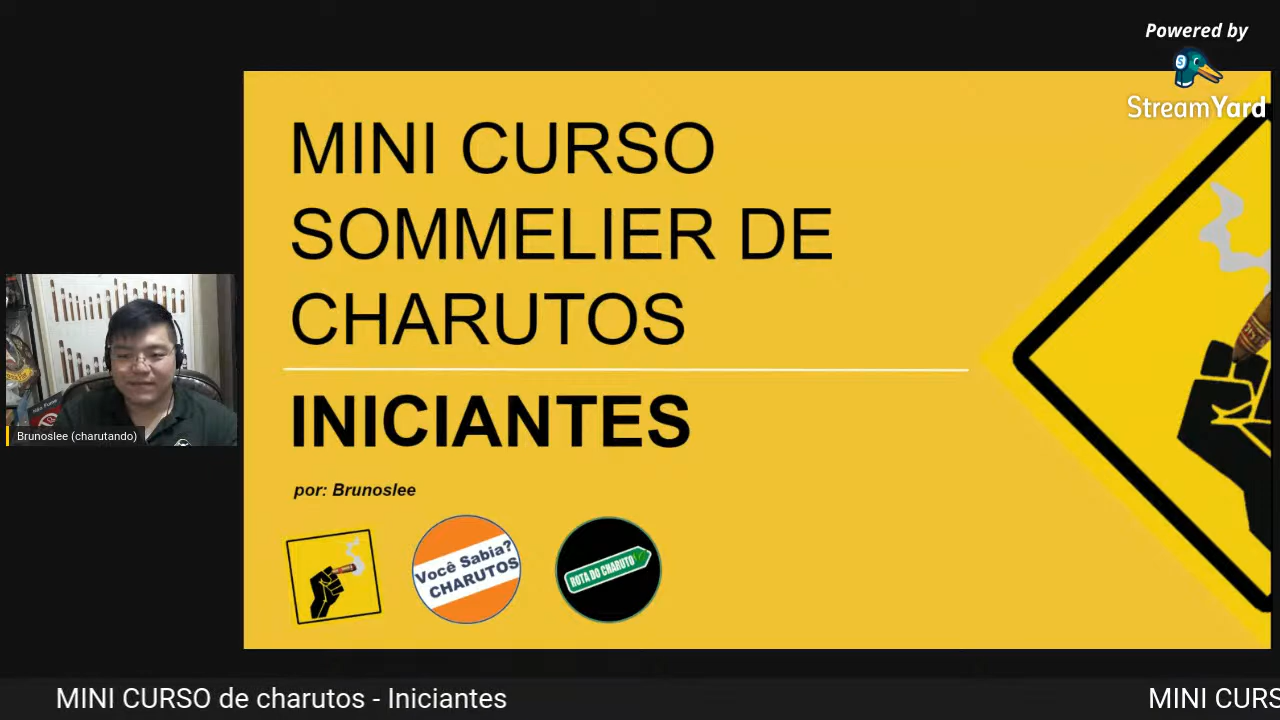 Powered by
StreamYard
MINI CURSO
SOMMELIER DE
CHARUTOS
INICIANTES
por: Brunoslee
Você Sabia?
CHARUTOS
ROTA DO CHARUTO
Brunoslee (charutando)
MINI CURSO de charutos - Iniciantes
MINI CURS